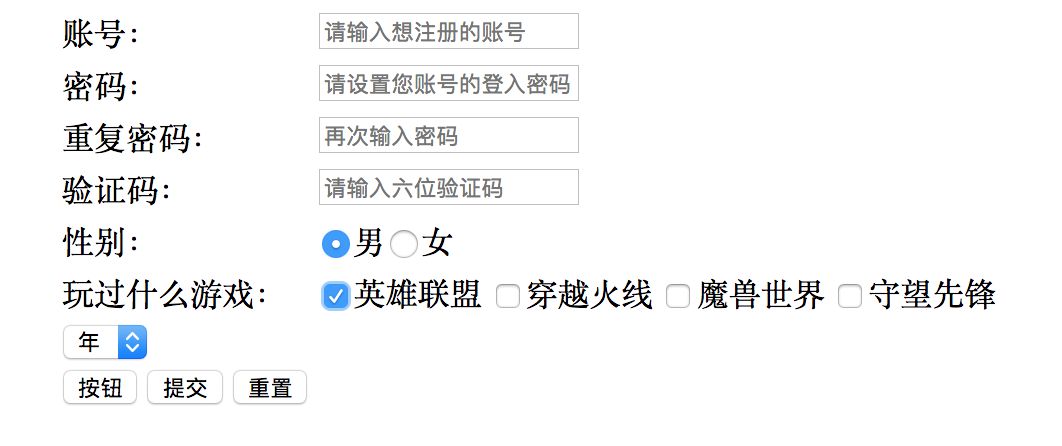 账号： 请输入想注册的账号
密码： 请设置您账号的登入密码
重复密码： 再次输入密码
验证码： 请输入六位验证码
性别： 男 女
玩过什么游戏： 英雄联盟 穿越火线 魔兽世界 守望先锋
年
按钮 提交 重置